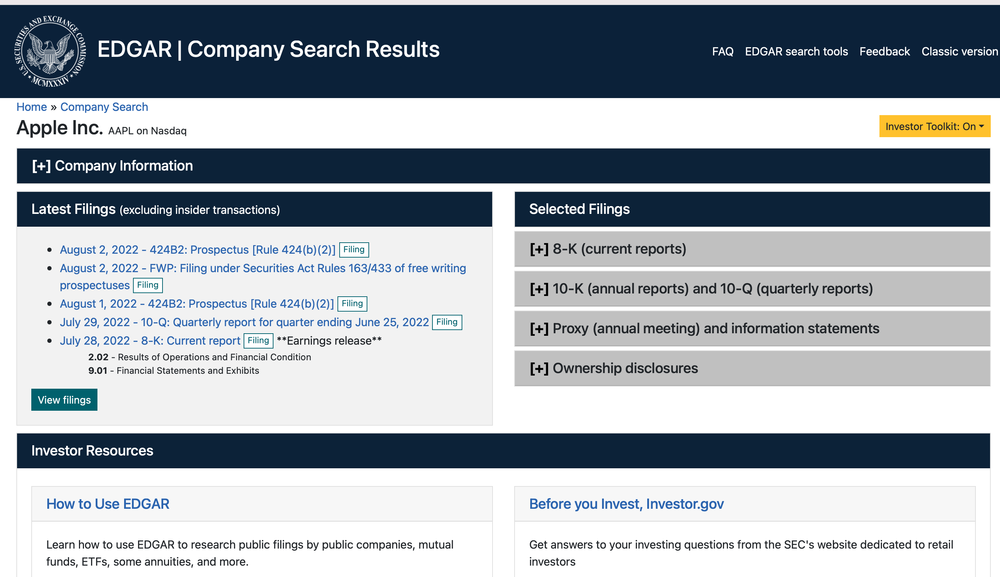 U.S. SECURITIES AND EXCHANGE COMMISSION
MCMXXXIV
EDGAR | Company Search Results
FAQ EDGAR search tools Feedback Classic version
Home » Company Search
Apple Inc. AAPL on Nasdaq
Investor Toolkit: On
[+] Company Information
Latest Filings (excluding insider transactions)
August 2, 2022 - 424B2: Prospectus [Rule 424(b)(2)] Filing
August 2, 2022 - FWP: Filing under Securities Act Rules 163/433 of free writing
prospectuses Filing
August 1, 2022 - 424B2: Prospectus [Rule 424(b)(2)] Filing
July 29, 2022 - 10-Q: Quarterly report for quarter ending June 25, 2022 Filing
July 28, 2022 - 8-K: Current report Filing **Earnings release**
2.02 - Results of Operations and Financial Condition
9.01 - Financial Statements and Exhibits
View filings
Selected Filings
[+] 8-K (current reports)
[+] 10-K (annual reports) and 10-Q (quarterly reports)
[+] Proxy (annual meeting) and information statements
[+] Ownership disclosures
Investor Resources
How to Use EDGAR
Learn how to use EDGAR to research public filings by public companies, mutual
funds, ETFs, some annuities, and more.
Before you Invest, Investor.gov
Get answers to your investing questions from the SEC's website dedicated to retail
investors